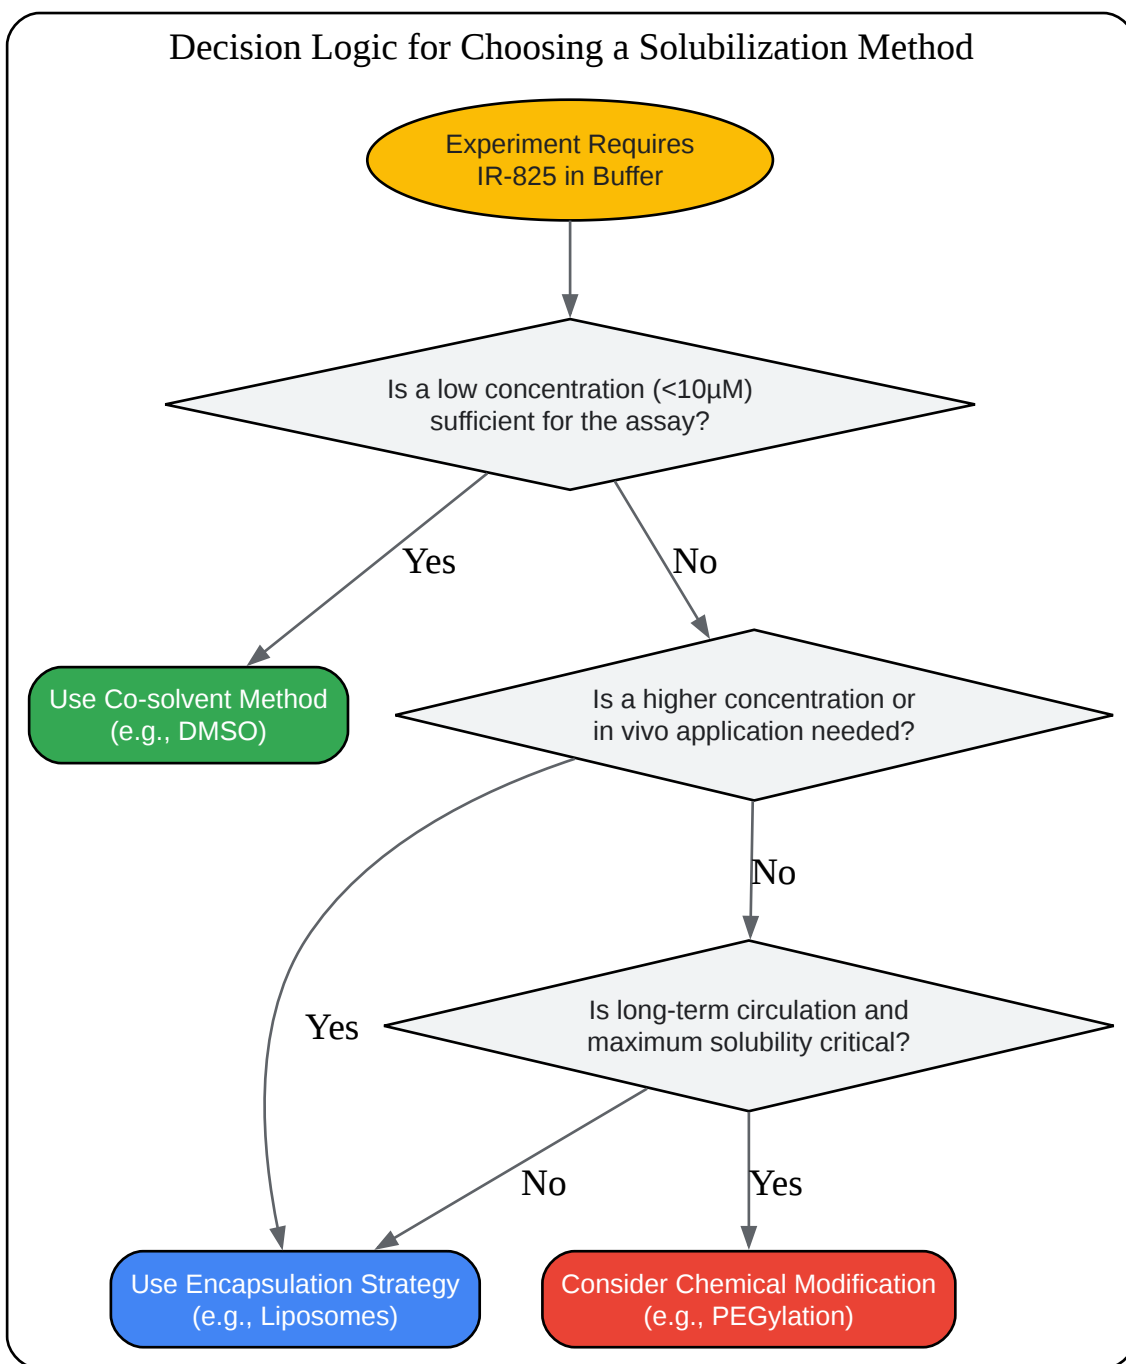 Decision Logic for Choosing a Solubilization Method
Experiment Requires
IR-825 in Buffer
Is a low concentration (<10µM)
sufficient for the assay?
Yes
No
Use Co-solvent Method
(e.g., DMSO)
Is a higher concentration or
in vivo application needed?
No
Is long-term circulation and
maximum solubility critical?
Yes
No
Yes
Use Encapsulation Strategy
(e.g., Liposomes)
Consider Chemical Modification
(e.g., PEGylation)